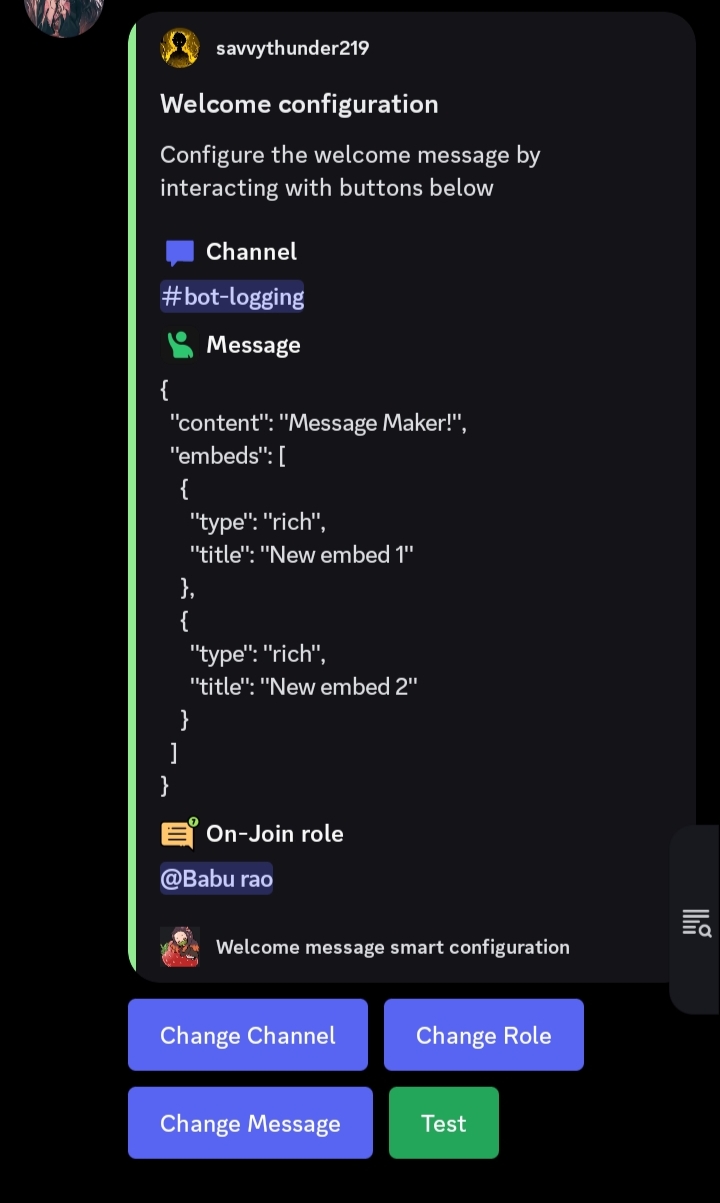 savvythunder219
Welcome configuration
Configure the welcome message by
interacting with buttons below
Channel
#bot-logging
Message
{
"content": "Message Maker!",
"embeds": [
{
"type": "rich",
"title": "New embed 1"
},
{
"type": "rich",
"title": "New embed 2"
}
]
}
On-Join role
@Babu rao
Welcome message smart configuration
Change Channel
Change Role
Change Message
Test